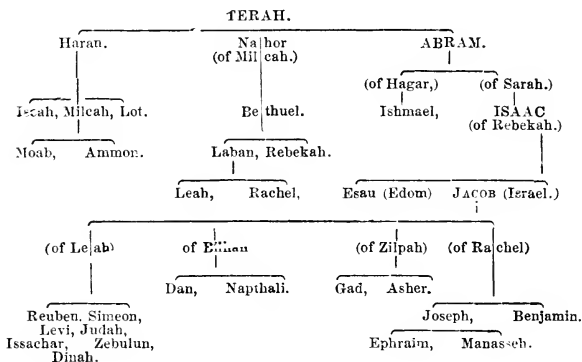 TERAH.
Haran. Nahor ABRAM.
(of Milcah.)
(of Hagar,) (of Sarah.)
Iscah, Milcah, Lot. Bethuel. Ishmael, ISAAC
(of Rebekah.)
Moab, Ammon. Laban, Rebekah.
Leah, Rachel, Esau (Edom) JACOB (Israel.)
(of Leah) of Bilhah (of Zilpah) (of Rachel)
Dan, Napthali. Gad, Asher.
Reuben. Simeon, Joseph, Benjamin.
Levi, Judah,
Issachar, Zebulun, Ephraim, Manasseh.
Dinah.